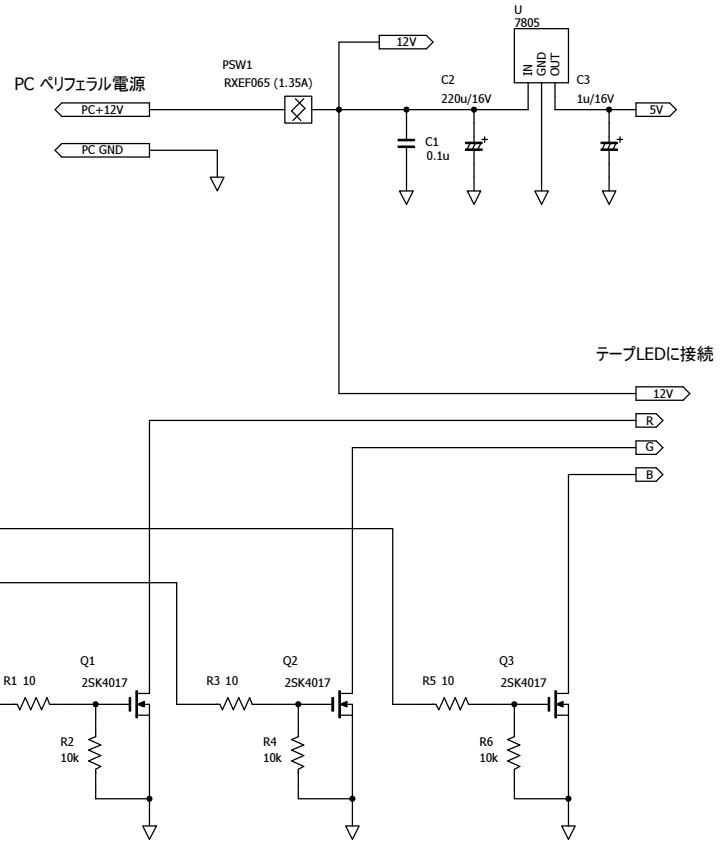 U
7805
12V
PSW1
RXEF065 (1.35A)
PC ペリフェラル電源
IN
GND
OUT
C2
220u/16V
C3
1u/16V
PC+12V
5V
C1
0.1u
PC GND
テープLEDに接続
12V
R
G
B
R1 10
Q1
2SK4017
R3 10
Q2
2SK4017
R5 10
Q3
2SK4017
R2
10k
R4
10k
R6
10k